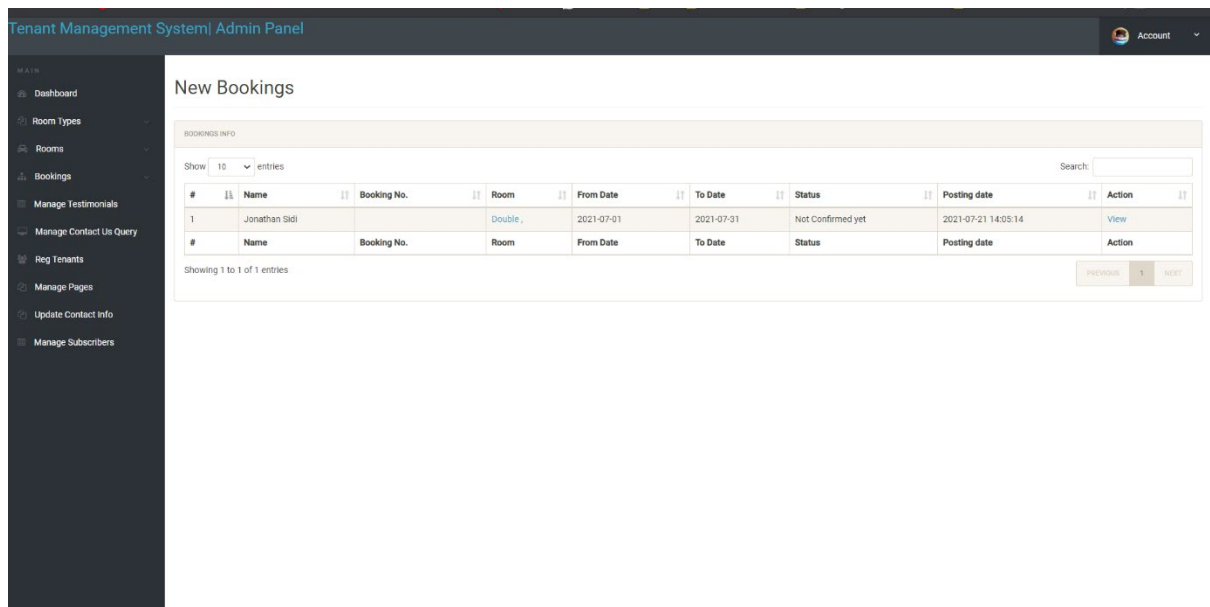 Tenant Management System| Admin Panel
Account
MAIN
Dashboard
Room Types
Rooms
Bookings
Manage Testimonials
Manage Contact Us Query
Reg Tenants
Manage Pages
Update Contact Info
Manage Subscribers
New Bookings
BOOKINGS INFO
Show 10 entries Search:
# Name Booking No. Room From Date To Date Status Posting date Action
1 Jonathan Sidi Double , 2021-07-01 2021-07-31 Not Confirmed yet 2021-07-21 14:05:14 View
# Name Booking No. Room From Date To Date Status Posting date Action
Showing 1 to 1 of 1 entries
PREVIOUS 1 NEXT